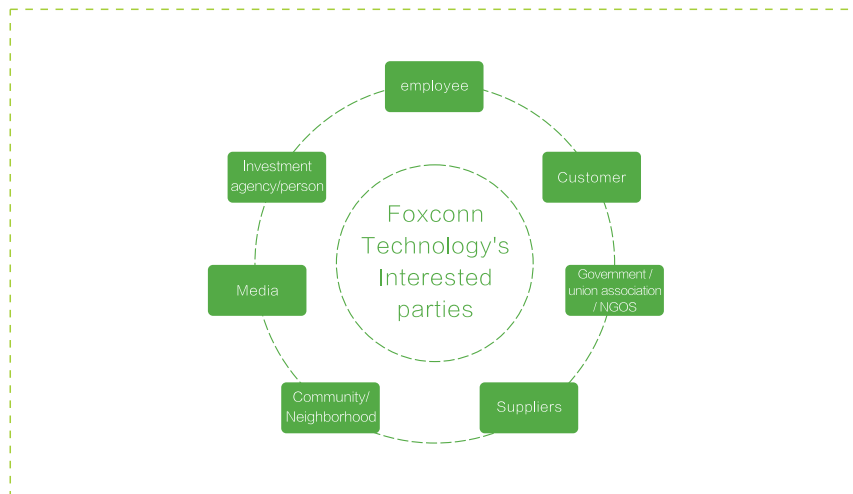 employee
Investment
agency/person
Customer
Foxconn
Technology's
Interested
parties
Media
Government /
union association
/ NGOS
Community/
Neighborhood
Suppliers